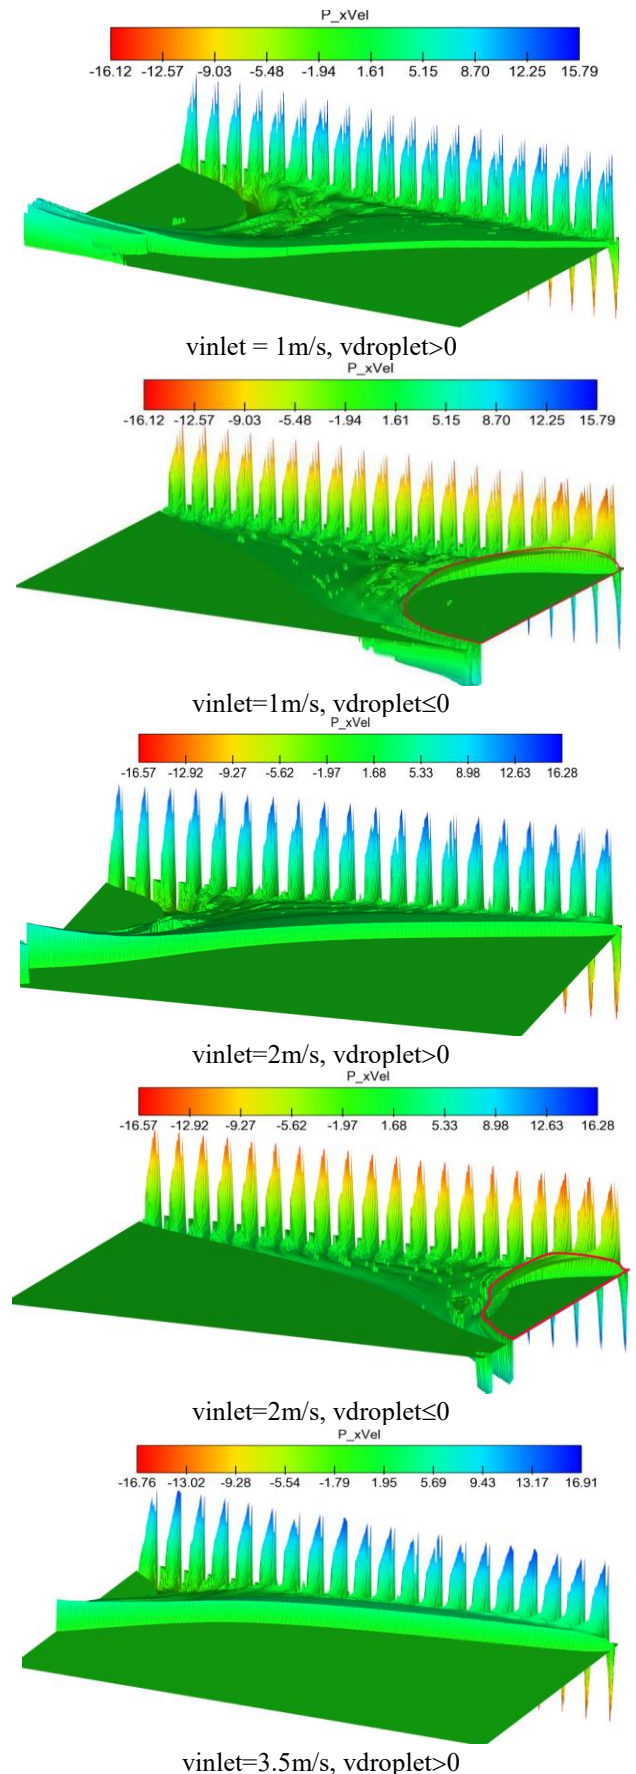 P_xVel
-16.12 -12.57 -9.03 -5.48 -1.94 1.61 5.15 8.70 12.25 15.79
vinlet = 1m/s, vdroplet>0
P_xVel
-16.12 -12.57 -9.03 -5.48 -1.94 1.61 5.15 8.70 12.25 15.79
vinlet=1m/s, vdroplet≤0
P_xVel
-16.57 -12.92 -9.27 -5.62 -1.97 1.68 5.33 8.98 12.63 16.28
vinlet=2m/s, vdroplet>0
P_xVel
-16.57 -12.92 -9.27 -5.62 -1.97 1.68 5.33 8.98 12.63 16.28
vinlet=2m/s, vdroplet≤0
P_xVel
-16.76 -13.02 -9.28 -5.54 -1.79 1.95 5.69 9.43 13.17 16.91
vinlet=3.5m/s, vdroplet>0